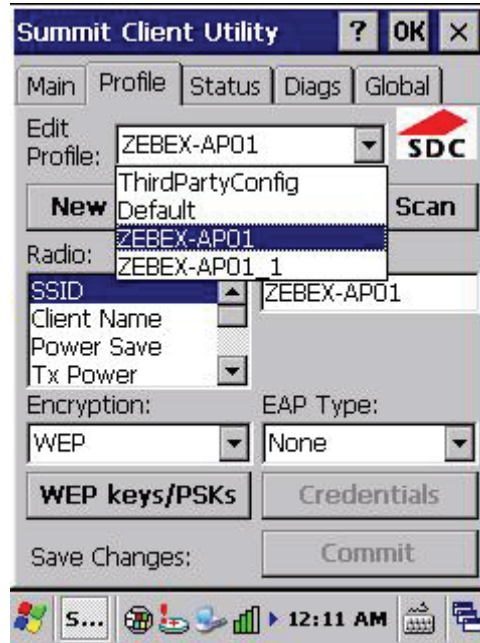 Summit Client Utility ? OK ×
Main Profile Status Diags Global
Edit Profile: ZEBEX-AP01
SDC
ThirdPartyConfig
Default
ZEBEX-AP01
ZEBEX-AP01_1
New Scan
Radio:
SSID
Client Name
Power Save
Tx Power
ZEBEX-AP01
Encryption: EAP Type:
WEP None
WEP keys/PSKs Credentials
Save Changes: Commit
S... 12:11 AM